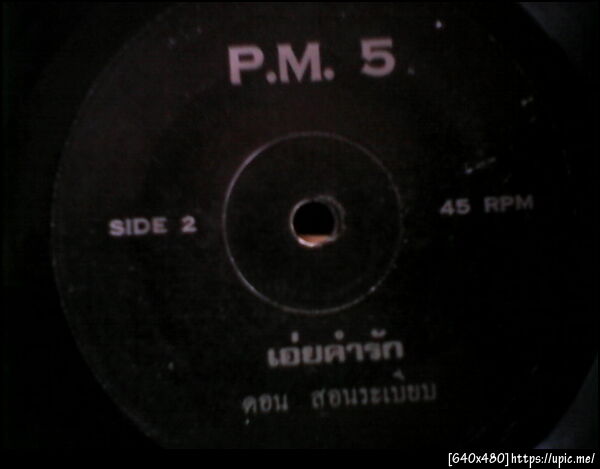 P.M. 5
SIDE 2
45 RPM
เอ่ยคำรัก
ดอน สอนระเบียบ
[640x480]https://upic.me/